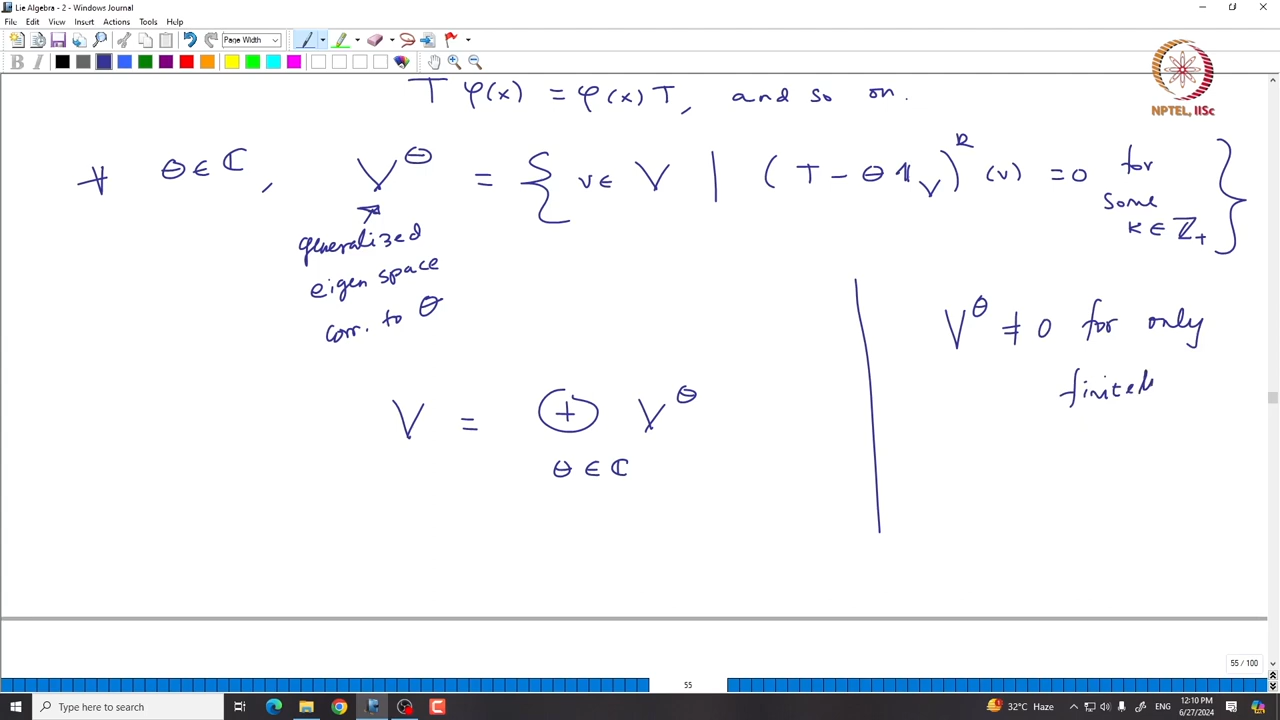 Lie Algebra - 2 - Windows Journal
File Edit View Insert Actions Tools Help
Page Width
B i
NPTEL, IISc
T φ(x) = φ(x) T, and so on.
∀ θ ∈ ℂ, V^θ = { v ∈ V | (T - θ 𝟙_V)^k (v) = 0 for some k ∈ ℤ_+ }
generalized
eigen space
corr. to θ
V = ⊕_{θ ∈ ℂ} V^θ
V^θ ≠ 0 for only
finitel
55 / 100
55
Type here to search
32°C Haze
ENG
12:10 PM
6/27/2024